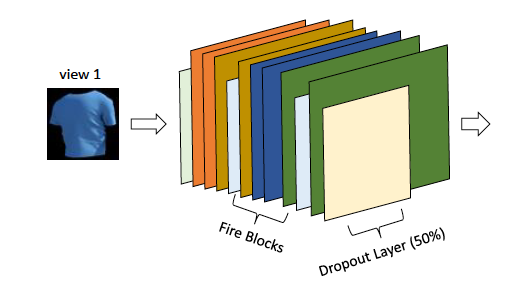 view 1
Fire Blocks
Dropout Layer (50%)